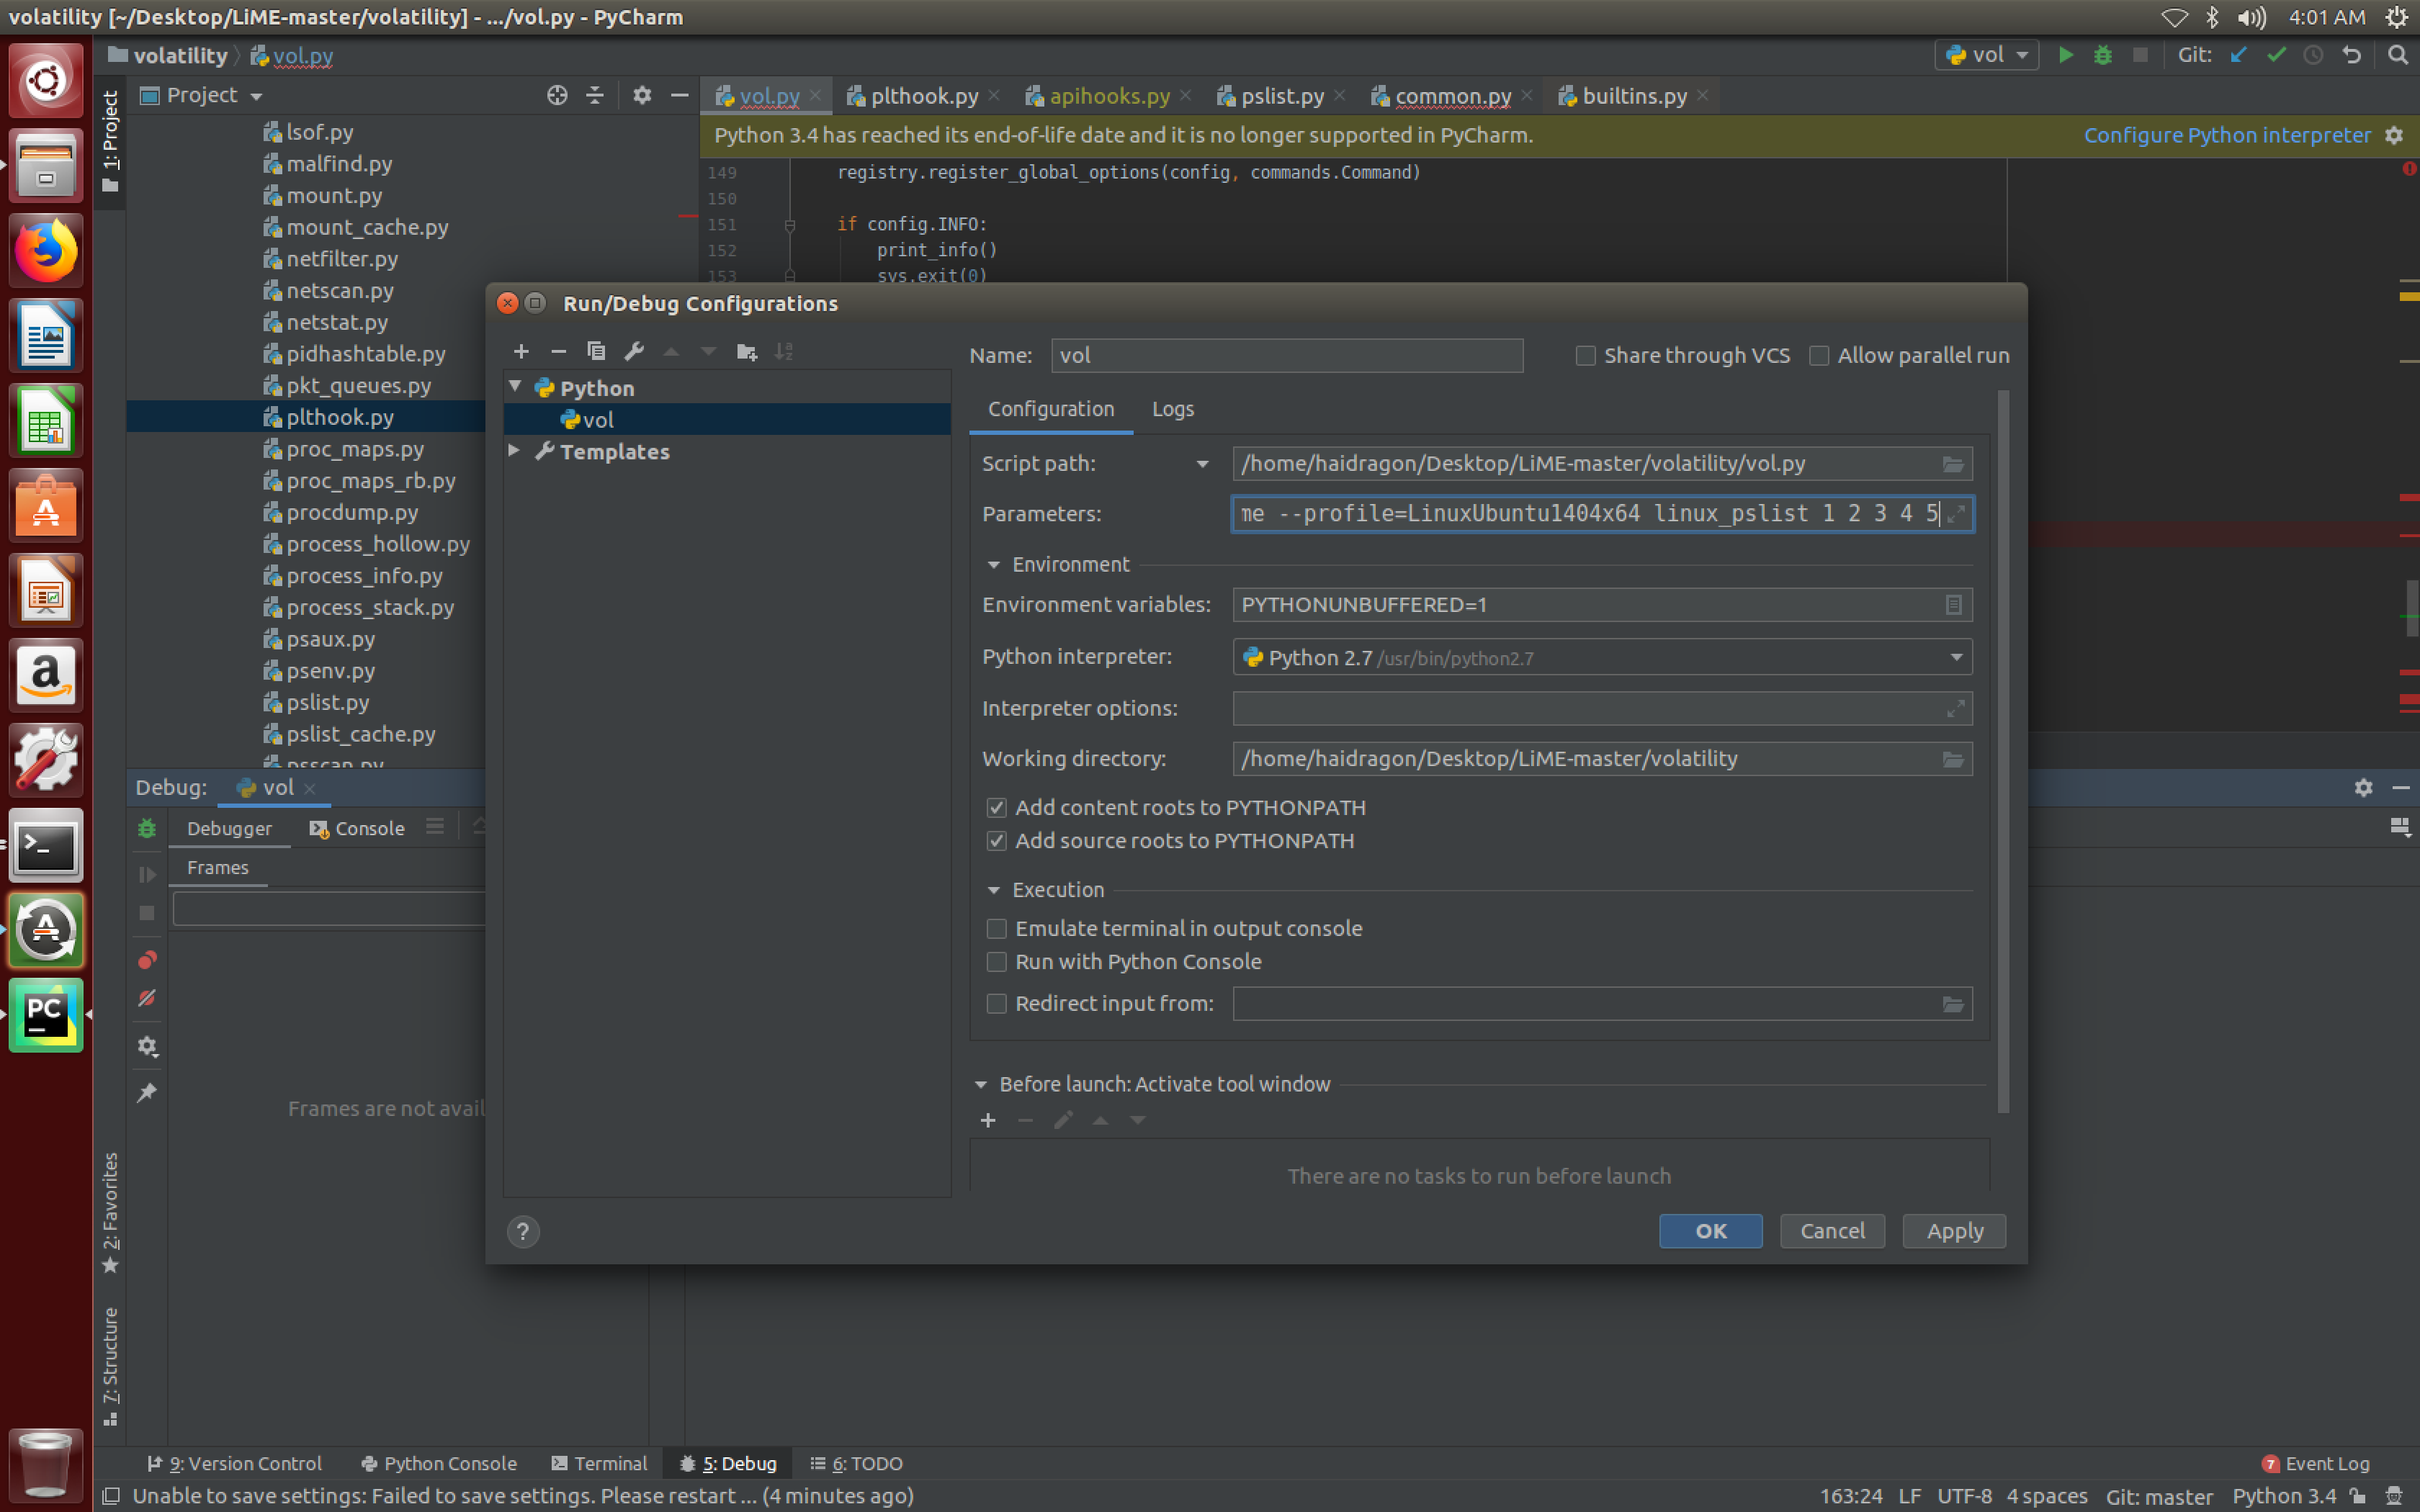 volatility [~/Desktop/LiME-master/volatility] - .../vol.py - PyCharm
4:01 AM
volatility vol.py
vol
Git:
1: Project
Project
vol.py
plthook.py
apihooks.py
pslist.py
common.py
builtins.py
Python 3.4 has reached its end-of-life date and it is no longer supported in PyCharm.
Configure Python interpreter
lsof.py
malfind.py
mount.py
mount_cache.py
netfilter.py
netscan.py
netstat.py
pidhashtable.py
pkt_queues.py
plthook.py
proc_maps.py
proc_maps_rb.py
procdump.py
process_hollow.py
process_info.py
process_stack.py
psaux.py
psenv.py
pslist.py
pslist_cache.py
psscan.py
149 registry.register_global_options(config, commands.Command)
150
151 if config.INFO:
152 print_info()
153 sys.exit(0)
Run/Debug Configurations
Python
vol
Templates
Name: vol
Share through VCS
Allow parallel run
Configuration
Logs
Script path: /home/haidragon/Desktop/LiME-master/volatility/vol.py
Parameters: me --profile=LinuxUbuntu1404x64 linux_pslist 1 2 3 4 5
Environment
Environment variables: PYTHONUNBUFFERED=1
Python interpreter: Python 2.7 /usr/bin/python2.7
Interpreter options:
Working directory: /home/haidragon/Desktop/LiME-master/volatility
Add content roots to PYTHONPATH
Add source roots to PYTHONPATH
Execution
Emulate terminal in output console
Run with Python Console
Redirect input from:
Before launch: Activate tool window
There are no tasks to run before launch
?
OK
Cancel
Apply
Debug: vol
Debugger
Console
Frames
Frames are not avail
2: Favorites
7: Structure
PC
9: Version Control
Python Console
Terminal
5: Debug
6: TODO
7 Event Log
Unable to save settings: Failed to save settings. Please restart ... (4 minutes ago)
163:24 LF UTF-8 4 spaces Git: master Python 3.4